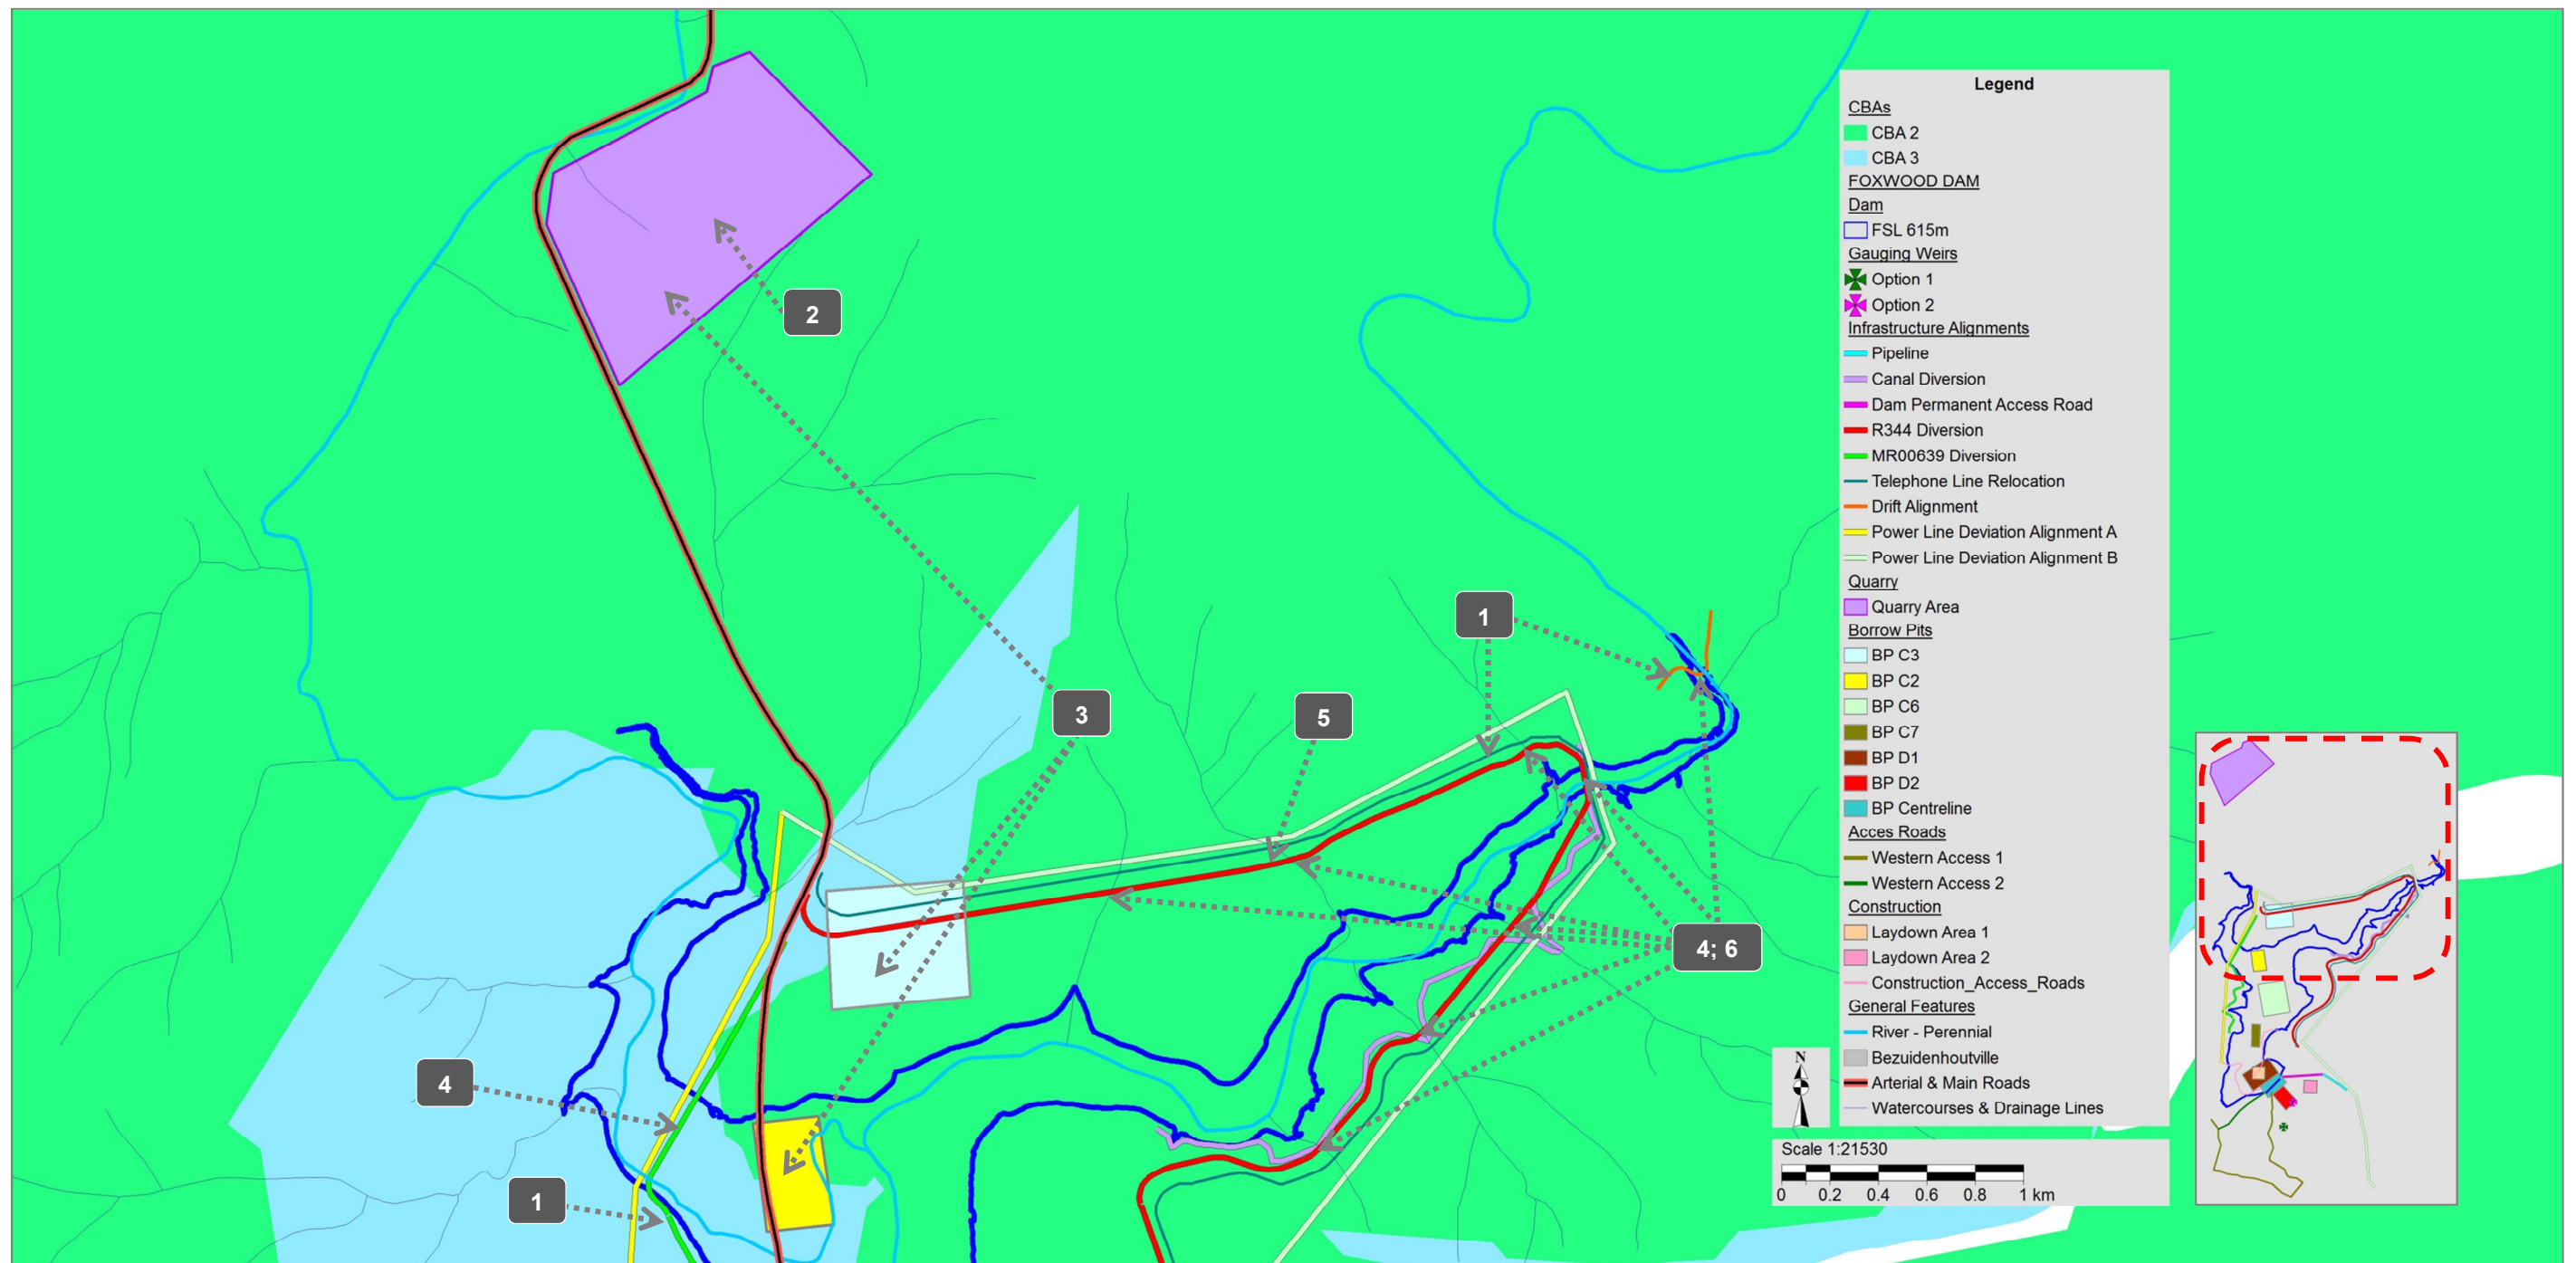 Legend
CBAs
CBA 2
CBA 3
FOXWOOD DAM
Dam
FSL 615m
Gauging Weirs
Option 1
Option 2
Infrastructure Alignments
Pipeline
Canal Diversion
Dam Permanent Access Road
R344 Diversion
MR00639 Diversion
Telephone Line Relocation
Drift Alignment
Power Line Deviation Alignment A
Power Line Deviation Alignment B
Quarry
Quarry Area
Borrow Pits
BP C3
BP C2
BP C6
BP C7
BP D1
BP D2
BP Centreline
Acces Roads
Western Access 1
Western Access 2
Construction
Laydown Area 1
Laydown Area 2
Construction_Access_Roads
General Features
River - Perennial
Bezuidenhoutville
Arterial & Main Roads
Watercourses & Drainage Lines
2
1
3
5
4; 6
4
1
N
Scale 1:21530
0 0.2 0.4 0.6 0.8 1 km